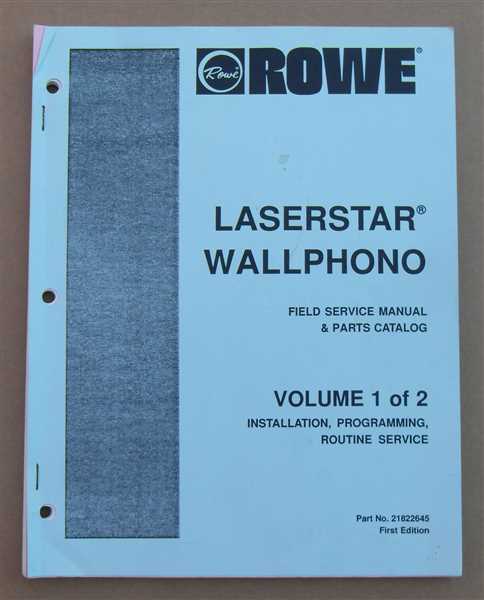 Rowe ROWE®
LASERSTAR®
WALLPHONO
FIELD SERVICE MANUAL
& PARTS CATALOG
VOLUME 1 of 2
INSTALLATION, PROGRAMMING,
ROUTINE SERVICE
Part No. 21822645
First Edition